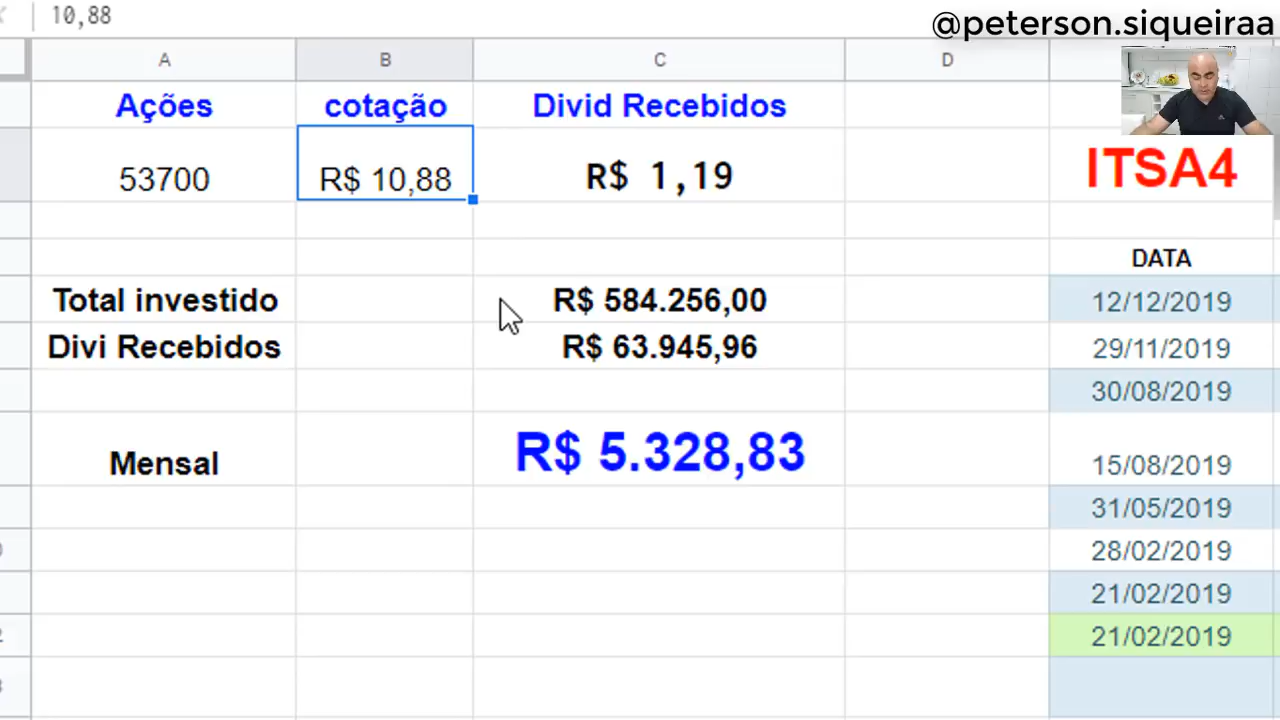 10,88
@peterson.siqueiraa
A B C D
Ações cotação Divid Recebidos
53700 R$ 10,88 R$ 1,19 ITSA4
DATA
Total investido R$ 584.256,00 12/12/2019
Divi Recebidos R$ 63.945,96 29/11/2019
30/08/2019
Mensal R$ 5.328,83 15/08/2019
31/05/2019
28/02/2019
21/02/2019
21/02/2019